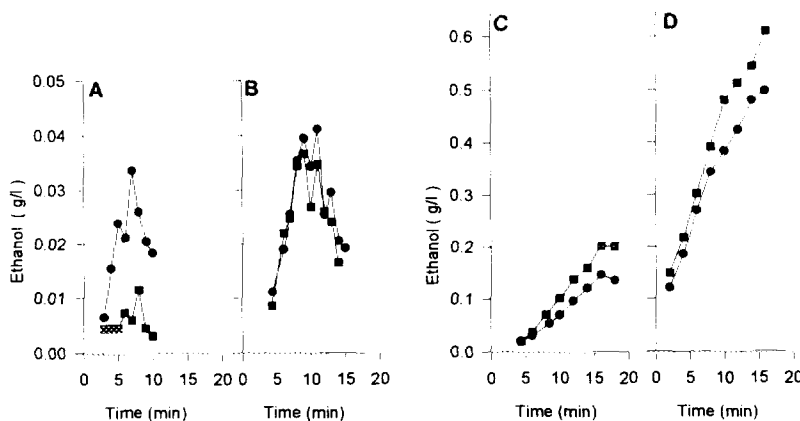 A
B
C
D
Ethanol ( g/l )
0.05
0.04
0.03
0.02
0.01
0.00
0 5 10 15 20
0 5 10 15 20
Time (min)
Time (min)
Ethanol ( g/l )
0.6
0.5
0.4
0.3
0.2
0.1
0.0
0 5 10 15 20
0 5 10 15 20
Time (min)
Time (min)